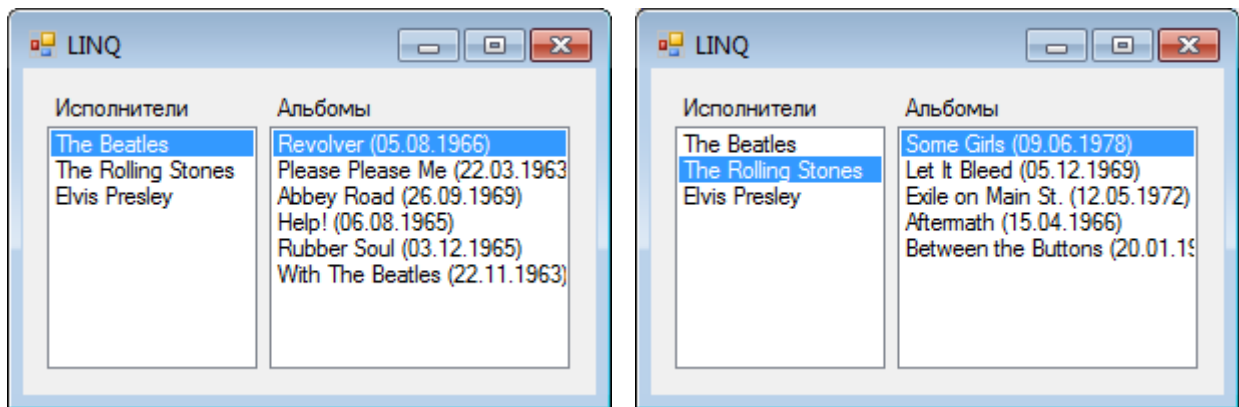 LINQ
Исполнители
The Beatles
The Rolling Stones
Elvis Presley
Альбомы
Revolver (05.08.1966)
Please Please Me (22.03.1963
Abbey Road (26.09.1969)
Help! (06.08.1965)
Rubber Soul (03.12.1965)
With The Beatles (22.11.1963)
LINQ
Исполнители
The Beatles
The Rolling Stones
Elvis Presley
Альбомы
Some Girls (09.06.1978)
Let It Bleed (05.12.1969)
Exile on Main St. (12.05.1972)
Aftermath (15.04.1966)
Between the Buttons (20.01.19